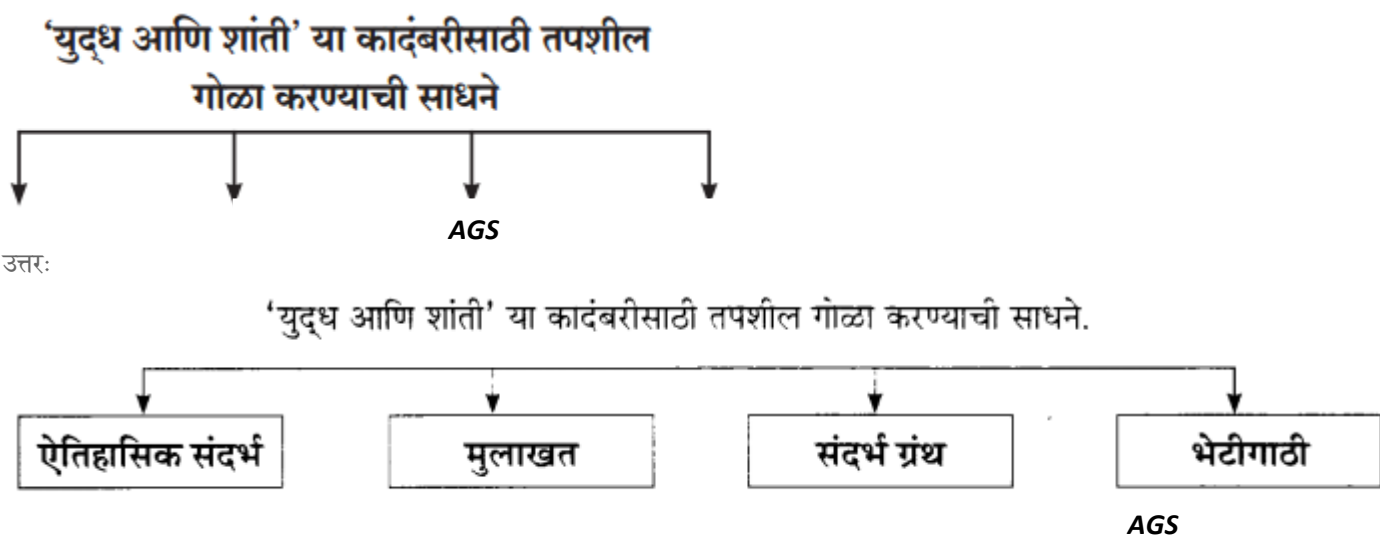 ‘युद्ध आणि शांती’ या कादंबरीसाठी तपशील
गोळा करण्याची साधने
AGS
उत्तरः
‘युद्ध आणि शांती’ या कादंबरीसाठी तपशील गोळा करण्याची साधने.
ऐतिहासिक संदर्भ मुलाखत संदर्भ ग्रंथ भेटीगाठी
AGS